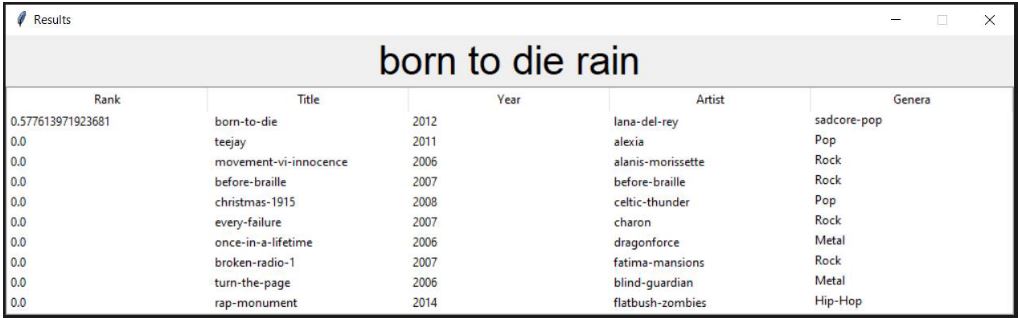 Results
born to die rain
Rank Title Year Artist Genera
0.577613971923681 born-to-die 2012 lana-del-rey sadcore-pop
0.0 teejay 2011 alexia Pop
0.0 movement-vi-innocence 2006 alanis-morissette Rock
0.0 before-braille 2007 before-braille Rock
0.0 christmas-1915 2008 celtic-thunder Pop
0.0 every-failure 2007 charon Rock
0.0 once-in-a-lifetime 2006 dragonforce Metal
0.0 broken-radio-1 2007 fatima-mansions Rock
0.0 turn-the-page 2006 blind-guardian Metal
0.0 rap-monument 2014 flatbush-zombies Hip-Hop